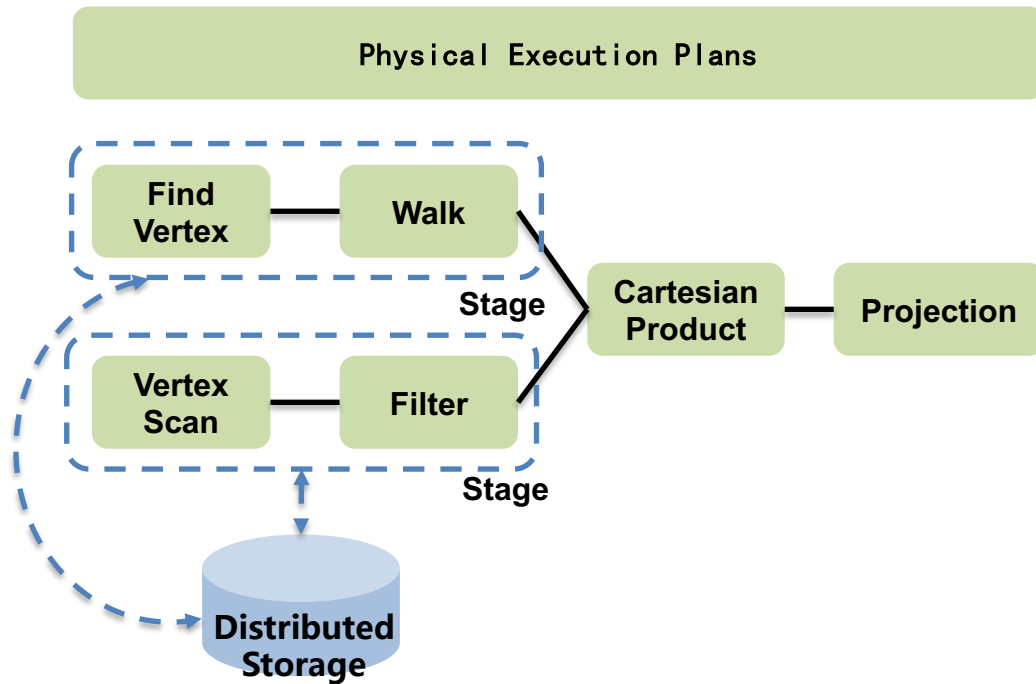 Physical Execution Plans
Find
Vertex
Walk
Stage
Cartesian
Product
Projection
Vertex
Scan
Filter
Stage
Distributed
Storage